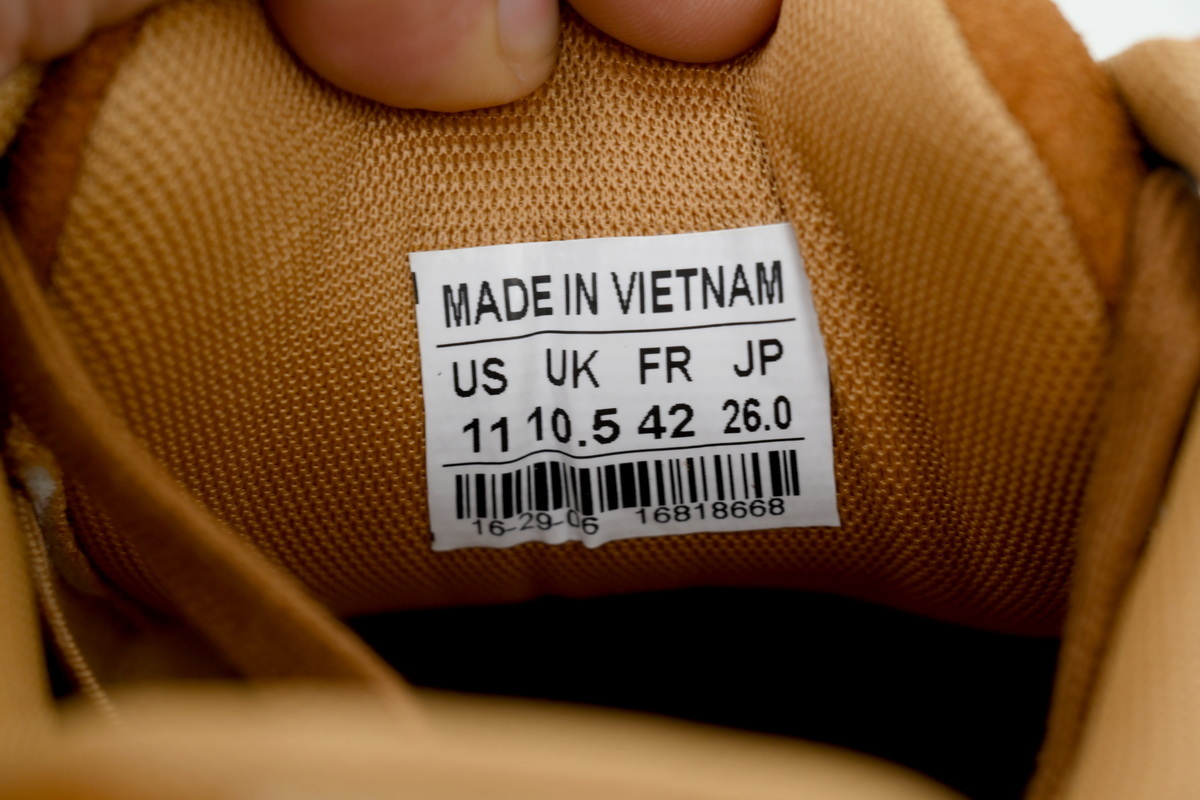 MADE IN VIETNAM
US UK FR JP
11 10.5 42 26.0
16-29-06 16818668